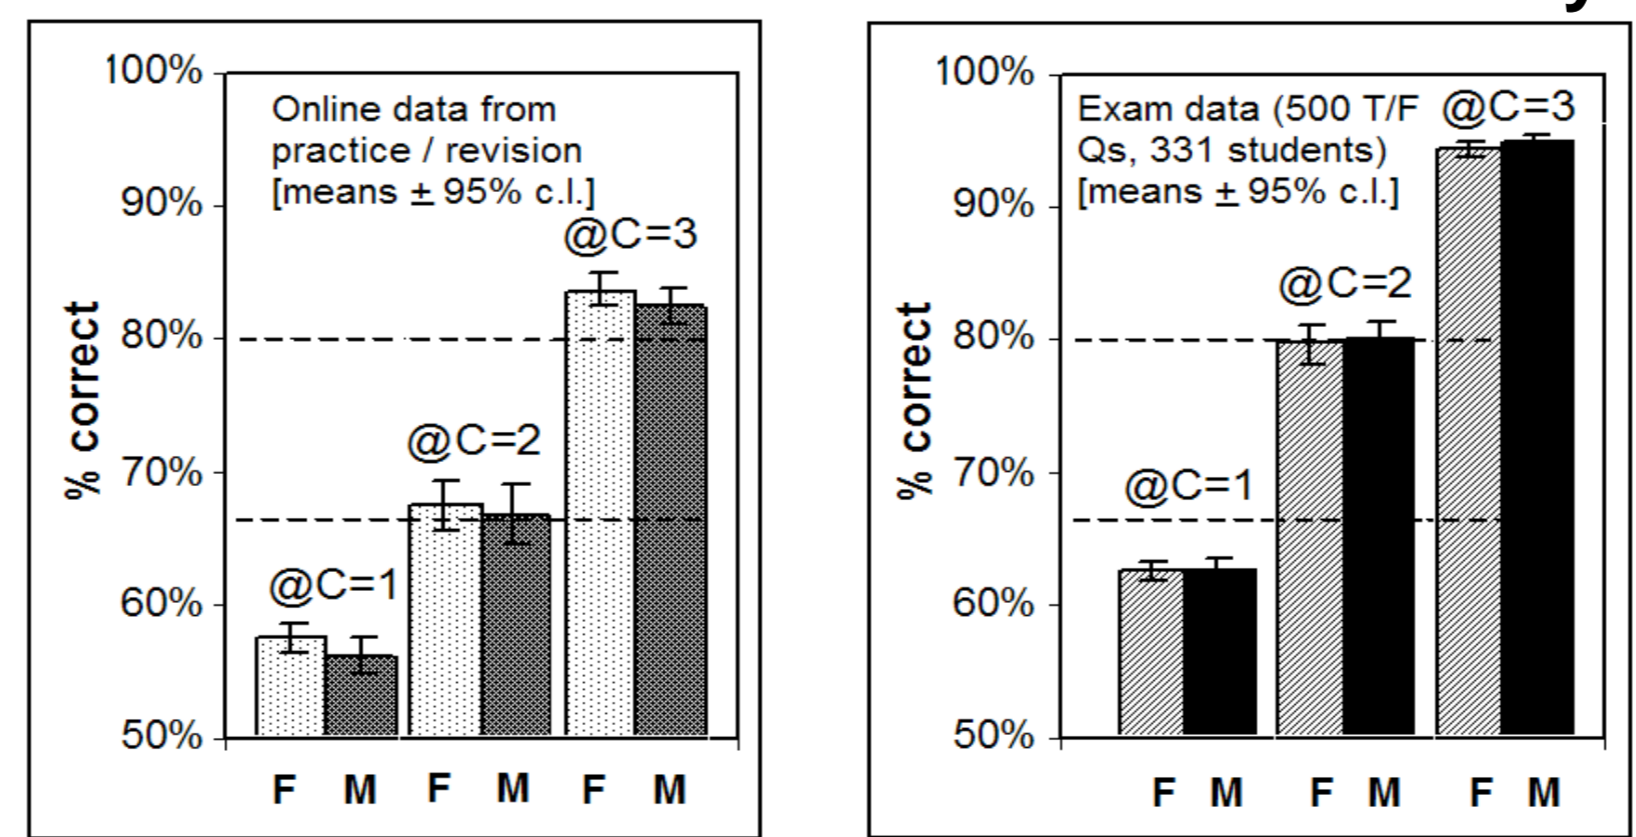 y
100%
90%
80%
70%
60%
50%
% correct
Online data from
practice / revision
[means ± 95% c.l.]
@C=3
@C=2
@C=1
F M F M F M
100%
90%
80%
70%
60%
50%
% correct
Exam data (500 T/F
Qs, 331 students)
[means ± 95% c.l.]
@C=3
@C=2
@C=1
F M F M F M